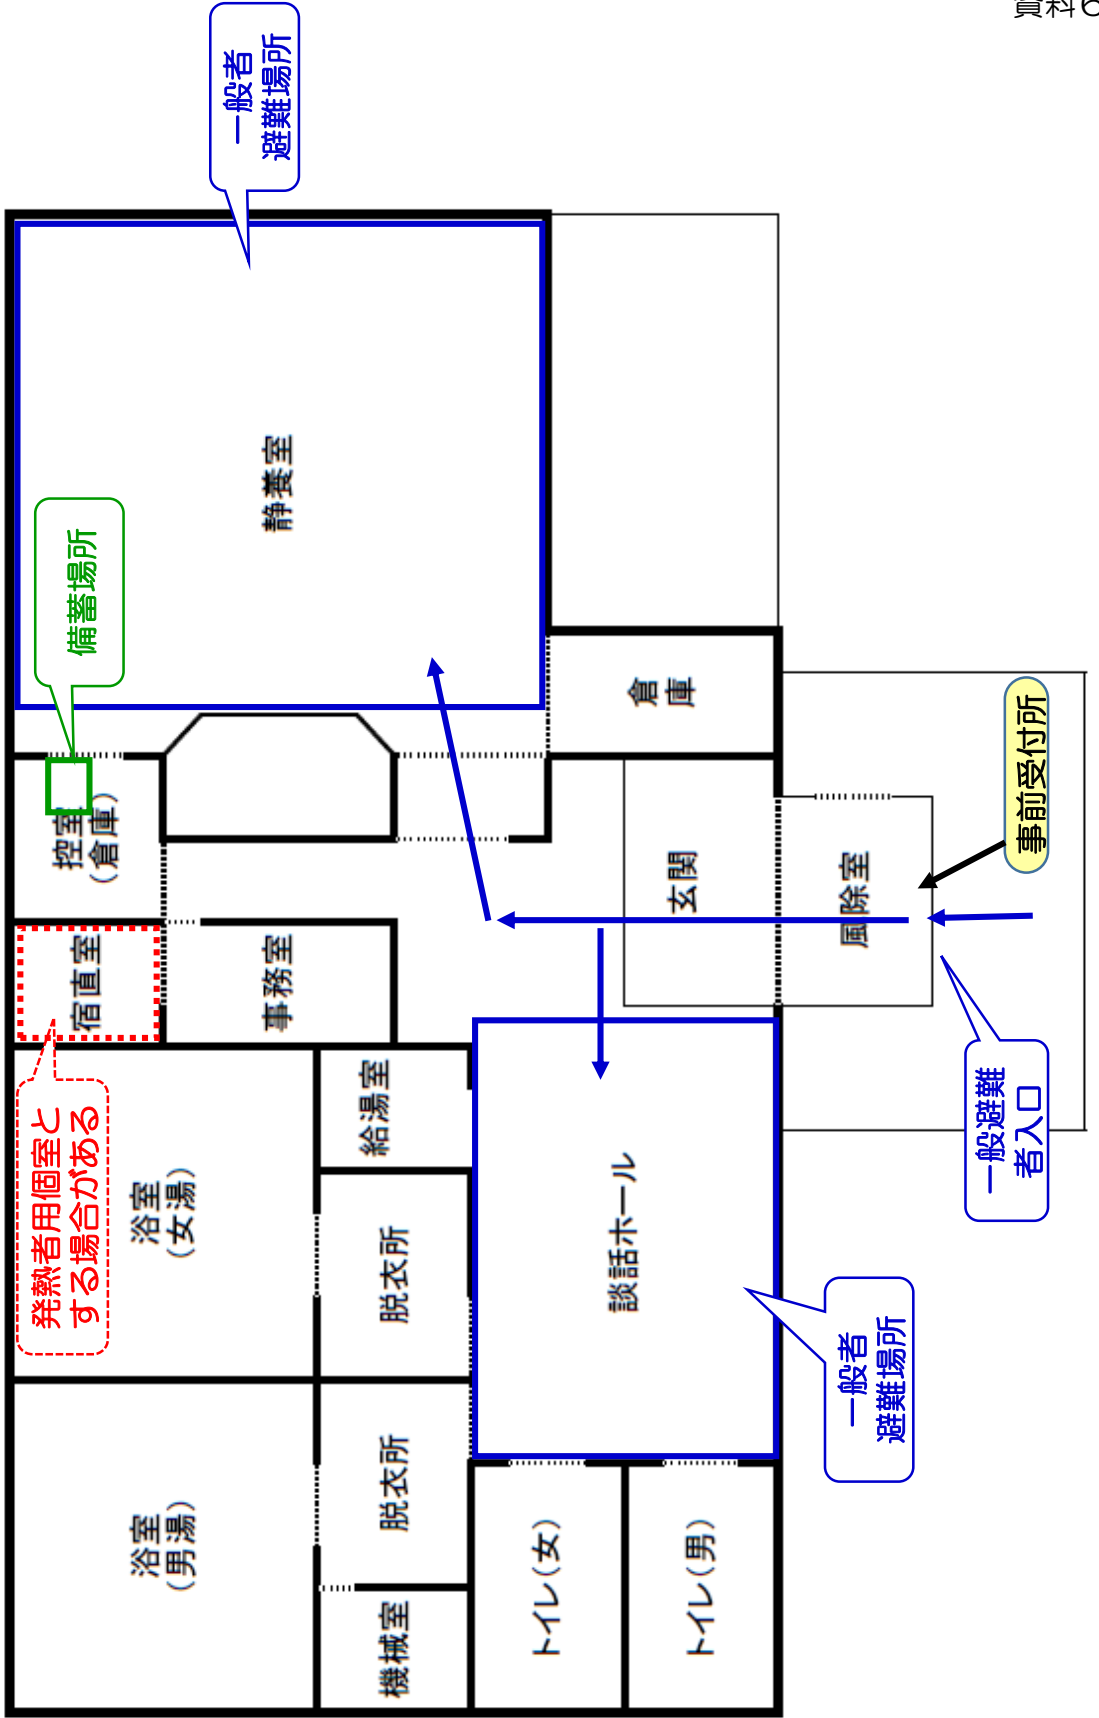 資料6
発熱者用個室と
する場合がある
備蓄場所
一般者
避難場所
浴室
（男湯）
浴室
（女湯）
宿直室
控室
（倉庫）
静養室
事務室
機械室
脱衣所
脱衣所
給湯室
トイレ（女）
トイレ（男）
談話ホール
玄関
倉庫
風除室
一般者
避難場所
一般避難
者入口
事前受付所